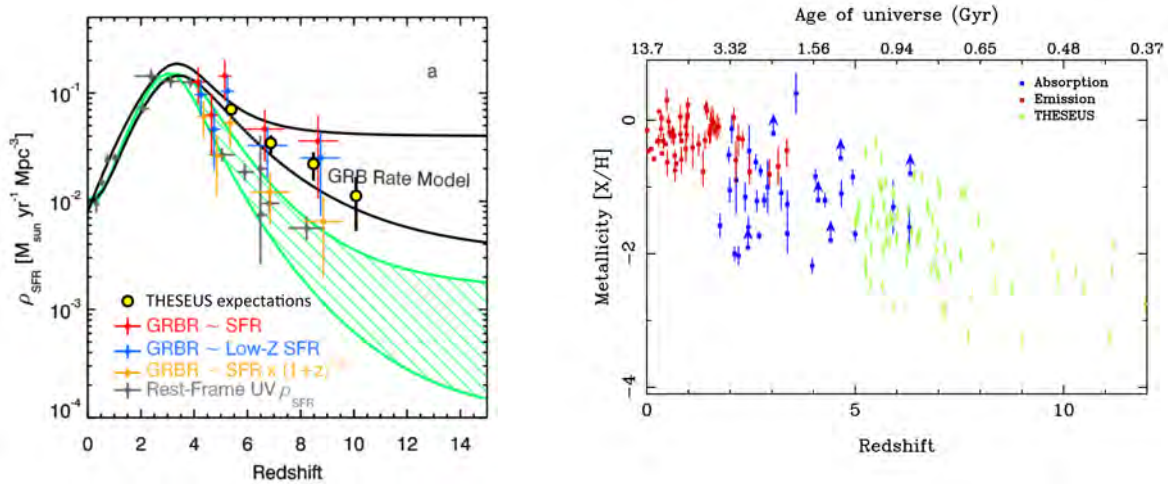 a
10^-1
10^-2
10^-3
10^-4
ρ_SFR [M_sun yr^-1 Mpc^-3]
GRB Rate Model
THESEUS expectations
GRBR ~ SFR
GRBR ~ Low-Z SFR
GRBR ~ SFR x (1+z)
Rest-Frame UV ρ_SFR
0 2 4 6 8 10 12 14
Redshift
Age of universe (Gyr)
13.7 3.32 1.56 0.94 0.65 0.48 0.37
Absorption
Emission
THESEUS
0
-2
-4
Metallicity [X/H]
0 5 10
Redshift